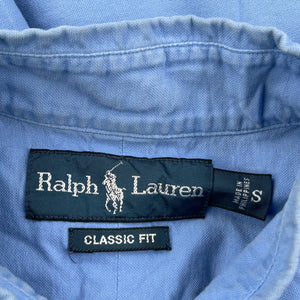 Ralph Lauren
MADE IN
PHILIPPINES
S
CLASSIC FIT